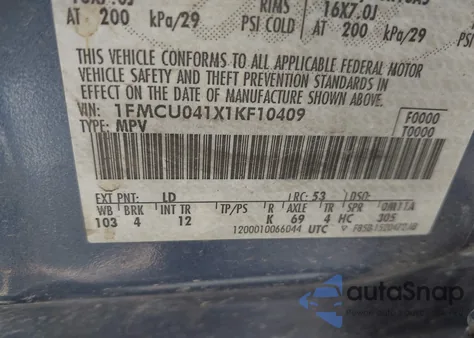 16X7.0J RIMS 16X7.0J
AT 200 kPa/29 PSI COLD AT 200 kPa/29
THIS VEHICLE CONFORMS TO ALL APPLICABLE FEDERAL MOTOR
VEHICLE SAFETY AND THEFT PREVENTION STANDARDS IN
EFFECT ON THE DATE OF MANUFACTURE SHOWN ABOVE.
VIN: 1FMCU041X1KF10409 F0000
TYPE: MPV T0000
EXT PNT: LD RC: 53 DSO:
WB BRK INT TR TP/PS R AXLE TR SPR
103 4 12 K 69 4 HC 305
1200010066044 UTC
autoSnap